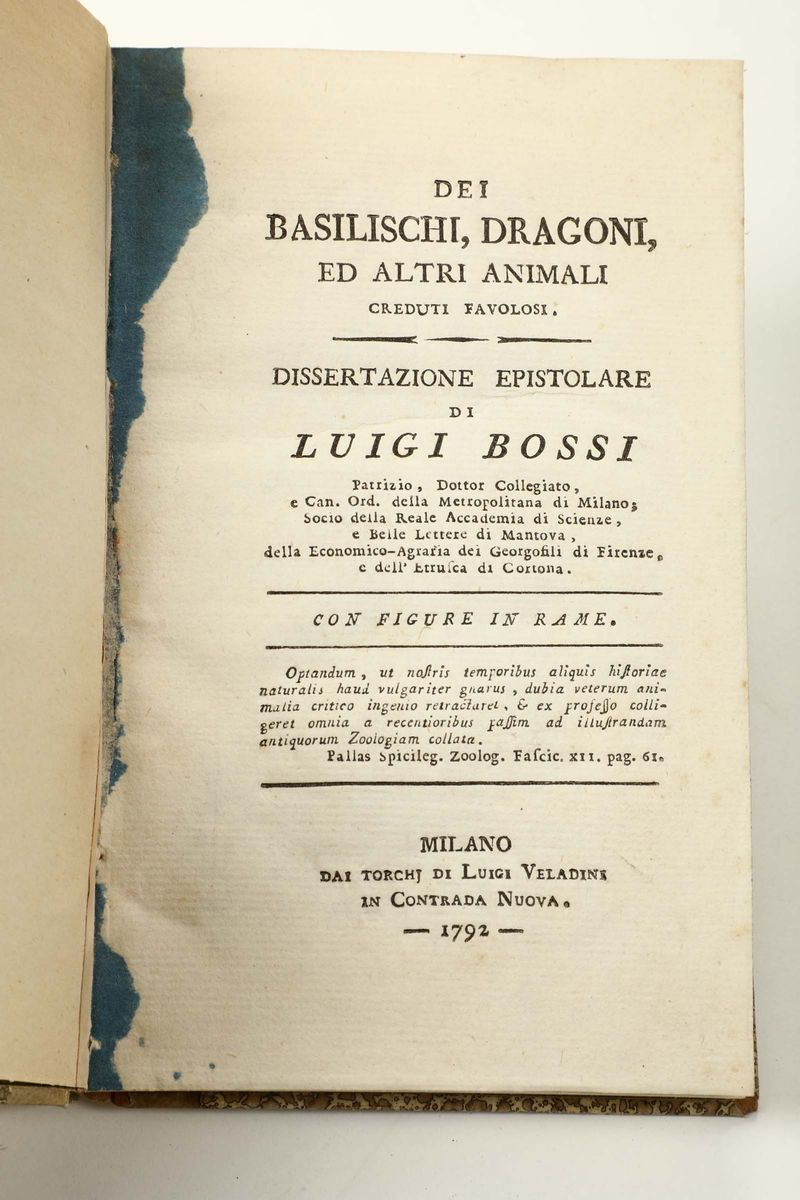 DEI
BASILISCHI, DRAGONI,
ED ALTRI ANIMALI
CREDUTI FAVOLOSI.
DISSERTAZIONE EPISTOLARE
DI
LUIGI BOSSI
Patrizio, Dottor Collegiato,
e Can. Ord. della Metropolitana di Milano;
Socio della Reale Accademia di Scienze,
e Belle Lettere di Mantova,
della Economico-Agraria dei Georgofili di Firenze,
e dell' Etruſca di Cortona.
CON FIGURE IN RAME.
Optandum, ut noſtris temporibus aliquis hiſtoriae
naturalis haud vulgariter gnarus, dubia veterum ani-
malia critico ingenio retractaret, & ex profeſſo colli-
geret omnia a recentioribus paſſim ad illuſtrandam
antiquorum Zoologiam collata.
Pallas Spicileg. Zoolog. Faſcic. XII. pag. 61.
MILANO
DAI TORCHJ DI LUIGI VELADINI
IN CONTRADA NUOVA.
— 1792 —